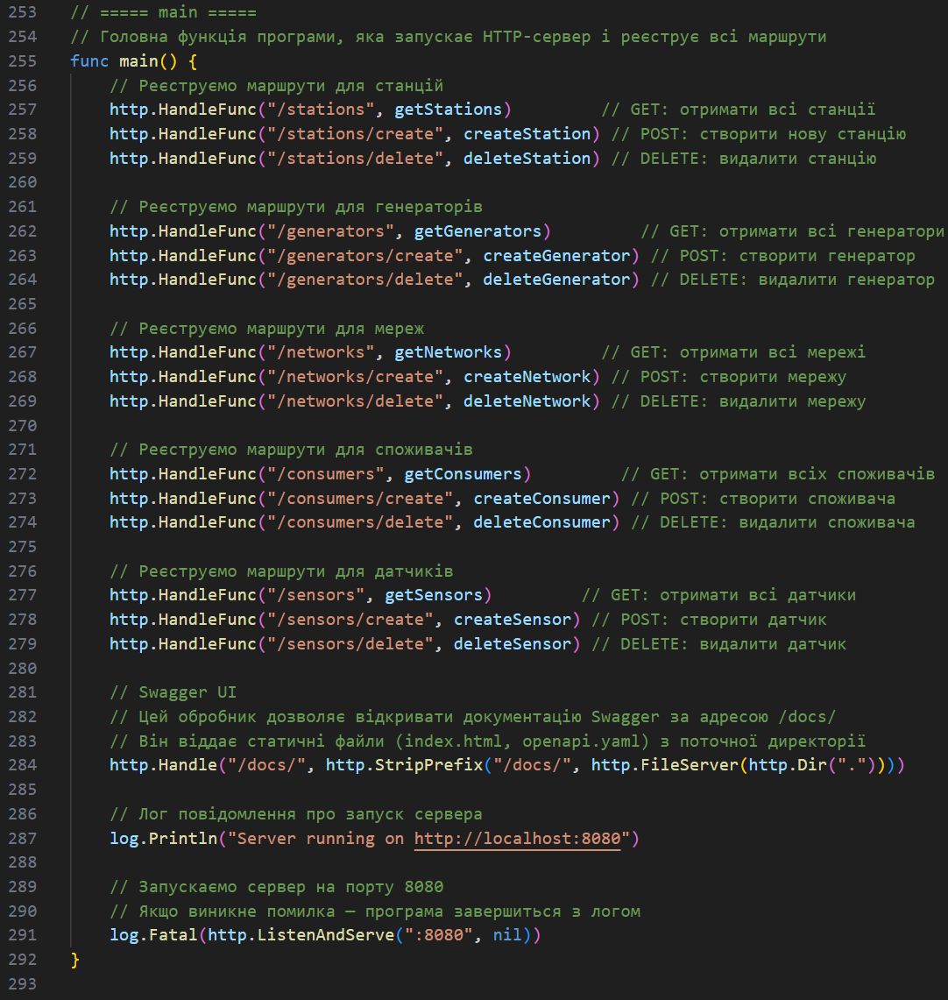 253 // ===== main =====
254 // Головна функція програми, яка запускає HTTP-сервер і реєструє всі маршрути
255 func main() {
256     // Реєструємо маршрути для станцій
257     http.HandleFunc("/stations", getStations)         // GET: отримати всі станції
258     http.HandleFunc("/stations/create", createStation) // POST: створити нову станцію
259     http.HandleFunc("/stations/delete", deleteStation) // DELETE: видалити станцію
260
261     // Реєструємо маршрути для генераторів
262     http.HandleFunc("/generators", getGenerators)         // GET: отримати всі генератори
263     http.HandleFunc("/generators/create", createGenerator) // POST: створити генератор
264     http.HandleFunc("/generators/delete", deleteGenerator) // DELETE: видалити генератор
265
266     // Реєструємо маршрути для мереж
267     http.HandleFunc("/networks", getNetworks)         // GET: отримати всі мережі
268     http.HandleFunc("/networks/create", createNetwork) // POST: створити мережу
269     http.HandleFunc("/networks/delete", deleteNetwork) // DELETE: видалити мережу
270
271     // Реєструємо маршрути для споживачів
272     http.HandleFunc("/consumers", getConsumers)         // GET: отримати всіх споживачів
273     http.HandleFunc("/consumers/create", createConsumer) // POST: створити споживача
274     http.HandleFunc("/consumers/delete", deleteConsumer) // DELETE: видалити споживача
275
276     // Реєструємо маршрути для датчиків
277     http.HandleFunc("/sensors", getSensors)         // GET: отримати всі датчики
278     http.HandleFunc("/sensors/create", createSensor) // POST: створити датчик
279     http.HandleFunc("/sensors/delete", deleteSensor) // DELETE: видалити датчик
280
281     // Swagger UI
282     // Цей обробник дозволяє відкривати документацію Swagger за адресою /docs/
283     // Він віддає статичні файли (index.html, openapi.yaml) з поточної директорії
284     http.Handle("/docs/", http.StripPrefix("/docs/", http.FileServer(http.Dir("."))))
285
286     // Лог повідомлення про запуск сервера
287     log.Println("Server running on http://localhost:8080")
288
289     // Запускаємо сервер на порту 8080
290     // Якщо виникне помилка — програма завершиться з логом
291     log.Fatal(http.ListenAndServe(":8080", nil))
292 }
293